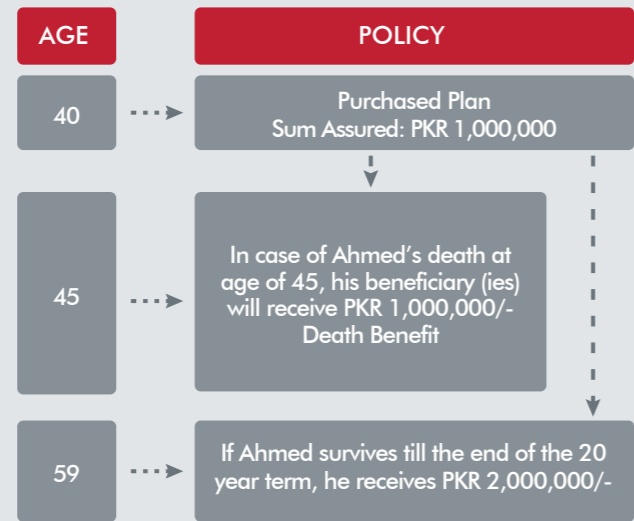 AGE
POLICY
40
Purchased Plan
Sum Assured: PKR 1,000,000
45
In case of Ahmed's death at
age of 45, his beneficiary (ies)
will receive PKR 1,000,000/-
Death Benefit
59
If Ahmed survives till the end of the 20
year term, he receives PKR 2,000,000/-